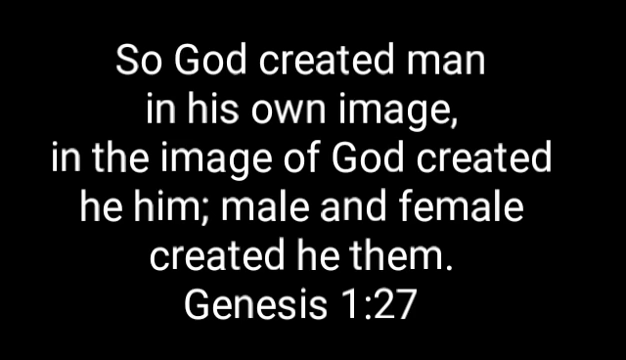 So God created man
in his own image,
in the image of God created
he him; male and female
created he them.
Genesis 1:27